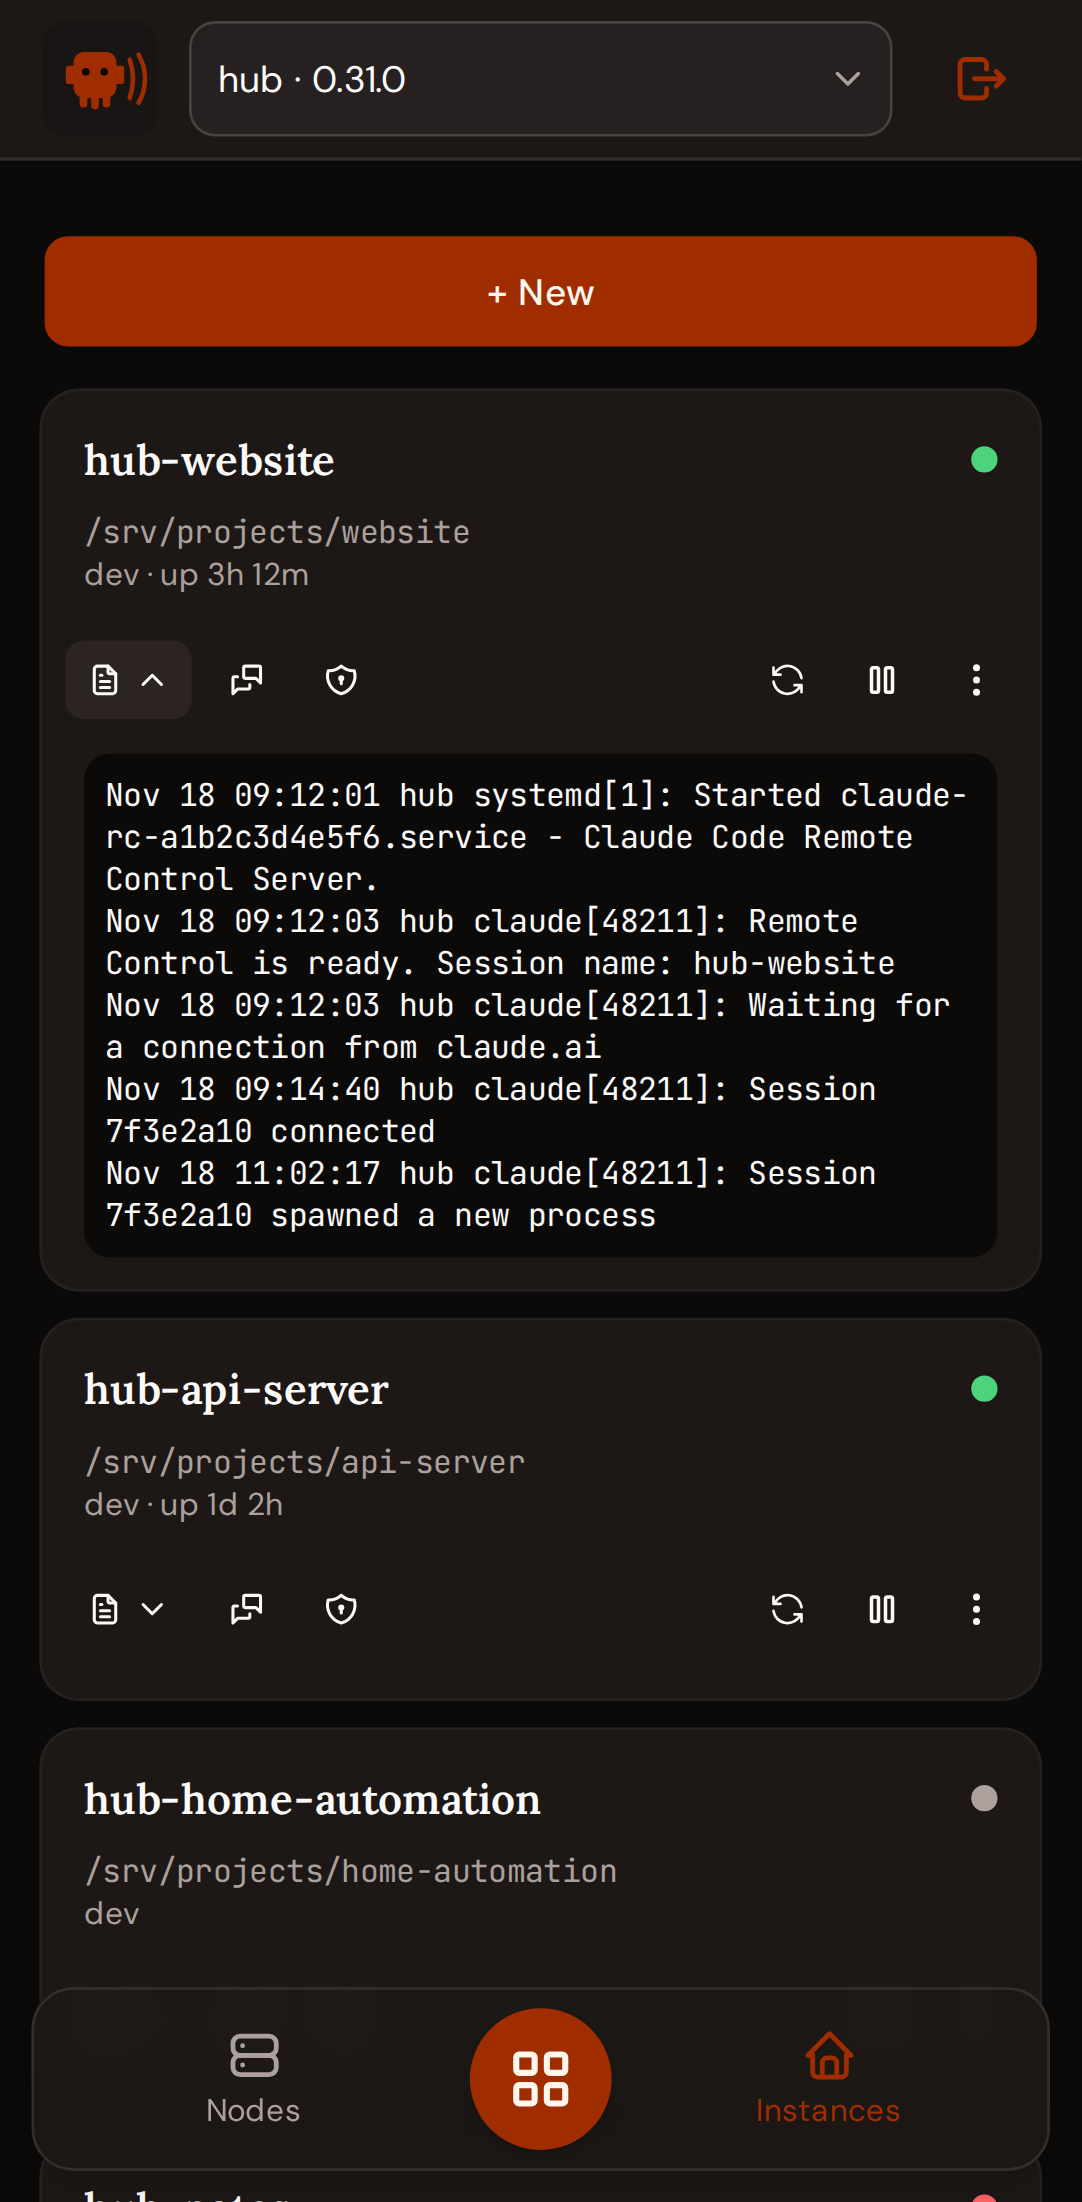 hub · 0.31.0
+ New
hub-website
/srv/projects/website
dev · up 3h 12m
Nov 18 09:12:01 hub systemd[1]: Started claude-
rc-a1b2c3d4e5f6.service - Claude Code Remote
Control Server.
Nov 18 09:12:03 hub claude[48211]: Remote
Control is ready. Session name: hub-website
Nov 18 09:12:03 hub claude[48211]: Waiting for
a connection from claude.ai
Nov 18 09:14:40 hub claude[48211]: Session
7f3e2a10 connected
Nov 18 11:02:17 hub claude[48211]: Session
7f3e2a10 spawned a new process
hub-api-server
/srv/projects/api-server
dev · up 1d 2h
hub-home-automation
/srv/projects/home-automation
dev
Nodes
Instances